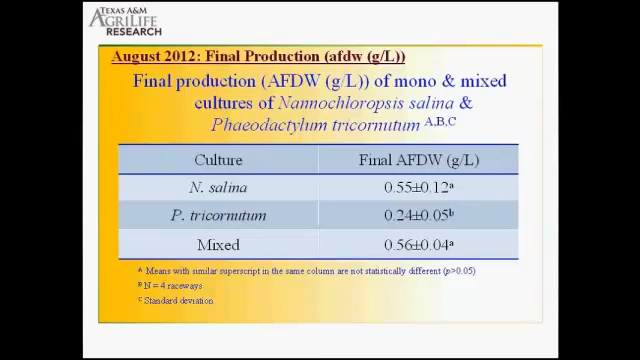 TEXAS A&M
AGRILIFE
RESEARCH
August 2012: Final Production (afdw (g/L))
Final production (AFDW (g/L)) of mono & mixed
cultures of Nannochloropsis salina &
Phaeodactylum tricornutum A,B,C
Culture Final AFDW (g/L)
N. salina 0.55±0.12a
P. tricornutum 0.24±0.05b
Mixed 0.56±0.04a
A Means with similar superscript in the same column are not statistically different (p>0.05)
B N = 4 raceways
C Standard deviation